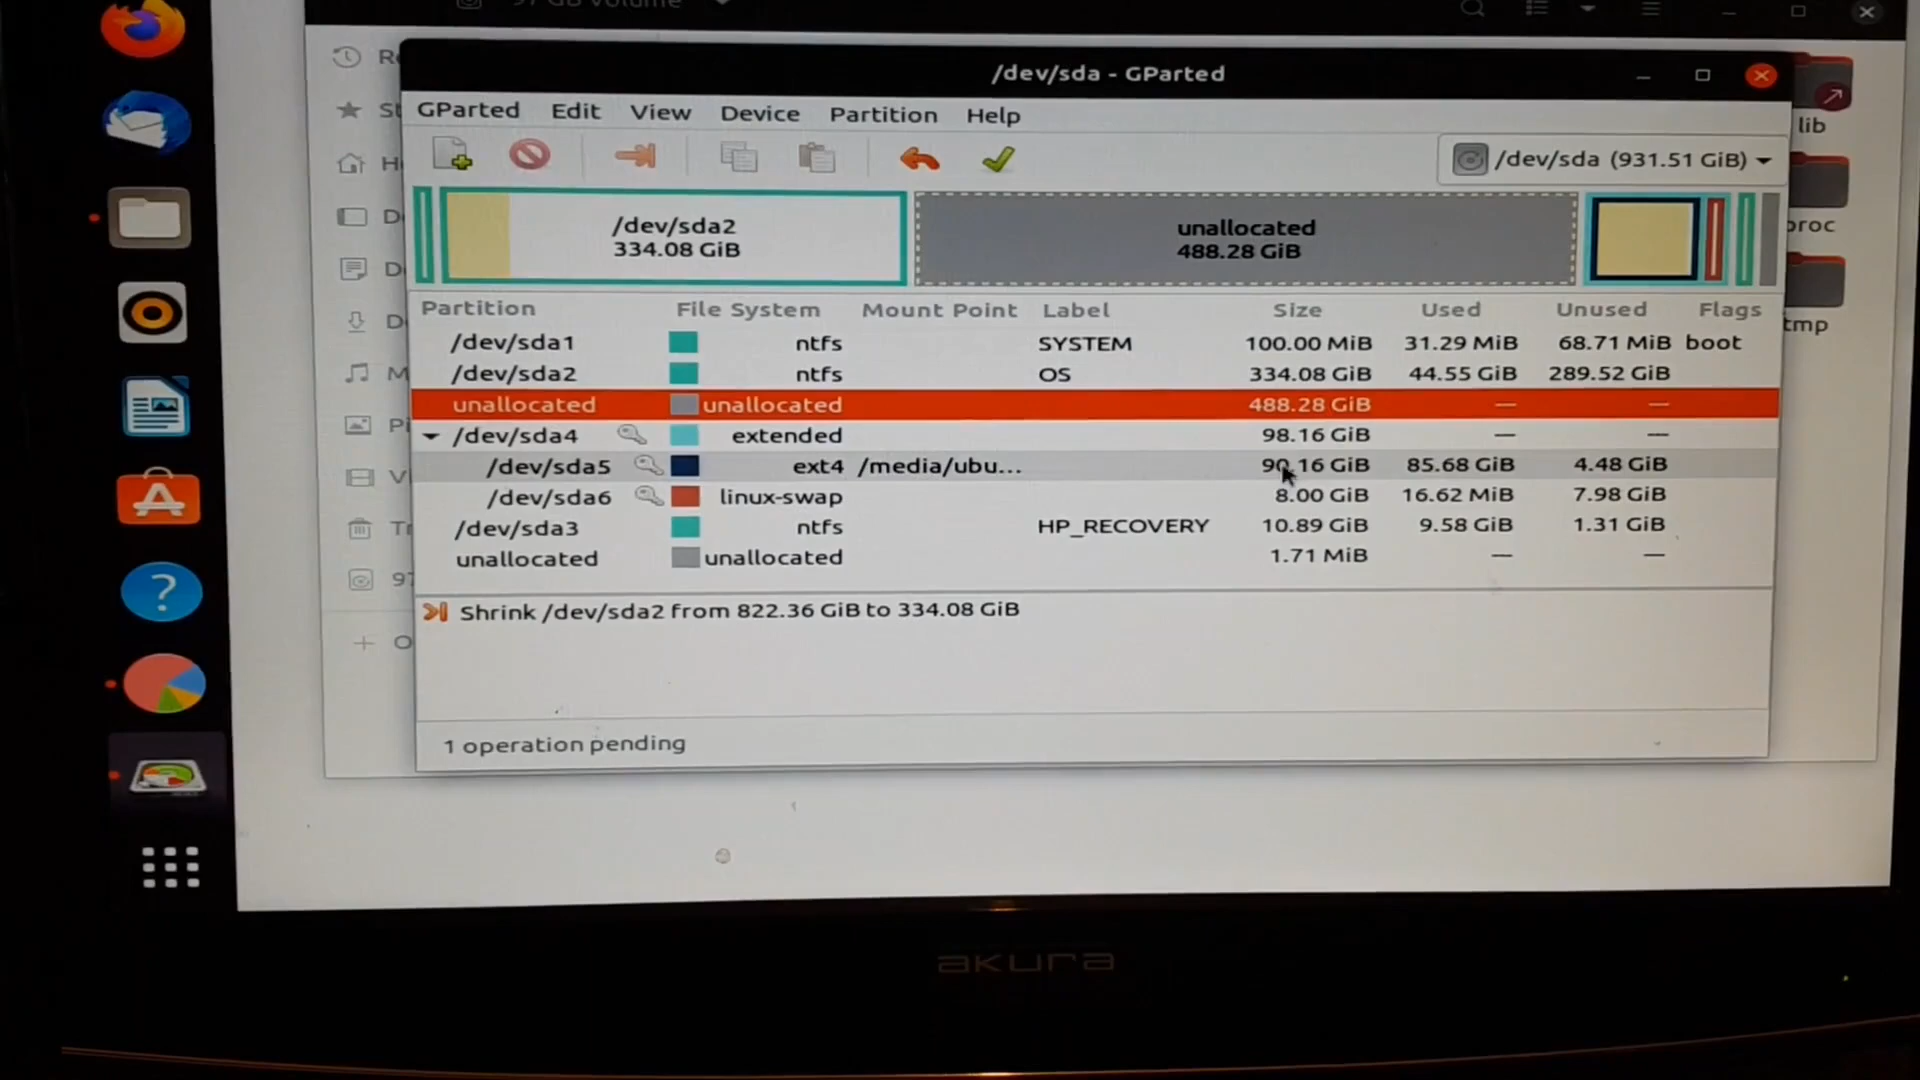 /dev/sda - GParted
GParted Edit View Device Partition Help
/dev/sda (931.51 GiB)
lib
/dev/sda2
334.08 GiB
unallocated
488.28 GiB
proc
Partition File System Mount Point Label Size Used Unused Flags
tmp
/dev/sda1 ntfs SYSTEM 100.00 MiB 31.29 MiB 68.71 MiB boot
/dev/sda2 ntfs OS 334.08 GiB 44.55 GiB 289.52 GiB
unallocated unallocated 488.28 GiB — —
/dev/sda4 extended 98.16 GiB — —
/dev/sda5 ext4 /media/ubu... 90.16 GiB 85.68 GiB 4.48 GiB
/dev/sda6 linux-swap 8.00 GiB 16.62 MiB 7.98 GiB
/dev/sda3 ntfs HP_RECOVERY 10.89 GiB 9.58 GiB 1.31 GiB
unallocated unallocated 1.71 MiB — —
Shrink /dev/sda2 from 822.36 GiB to 334.08 GiB
1 operation pending
akura